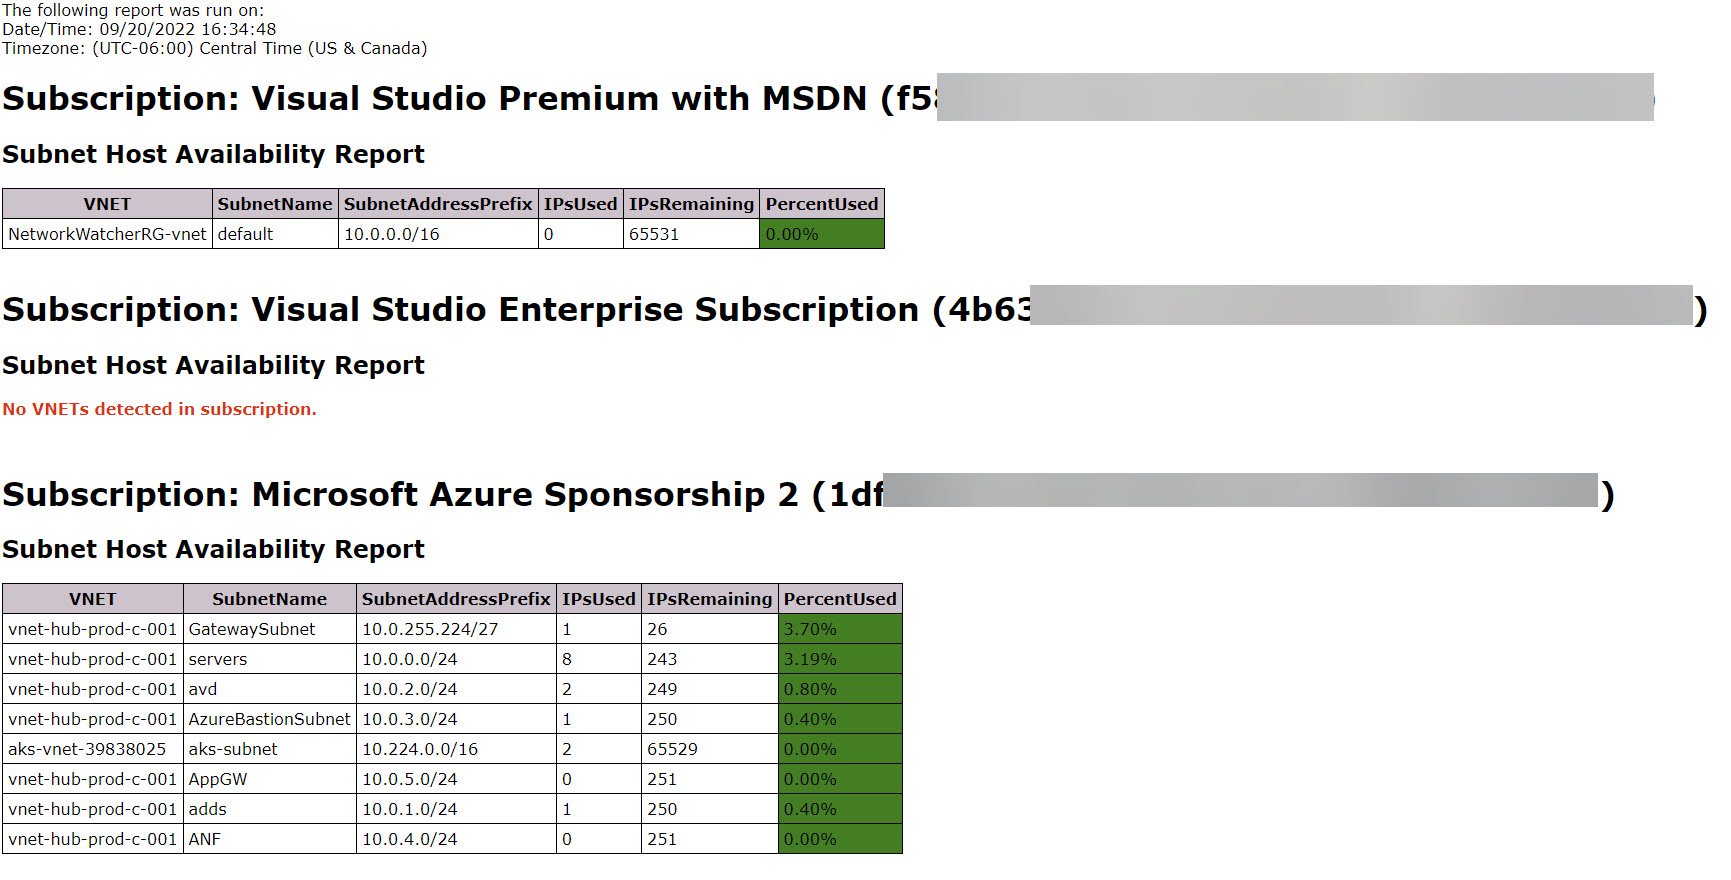 The following report was run on:
Date/Time: 09/20/2022 16:34:48
Timezone: (UTC-06:00) Central Time (US & Canada)
Subscription: Visual Studio Premium with MSDN (f58
Subnet Host Availability Report
VNET SubnetName SubnetAddressPrefix IPsUsed IPsRemaining PercentUsed
NetworkWatcherRG-vnet default 10.0.0.0/16 0 65531 0.00%
Subscription: Visual Studio Enterprise Subscription (4b63 )
Subnet Host Availability Report
No VNETs detected in subscription.
Subscription: Microsoft Azure Sponsorship 2 (1df )
Subnet Host Availability Report
VNET SubnetName SubnetAddressPrefix IPsUsed IPsRemaining PercentUsed
vnet-hub-prod-c-001 GatewaySubnet 10.0.255.224/27 1 26 3.70%
vnet-hub-prod-c-001 servers 10.0.0.0/24 8 243 3.19%
vnet-hub-prod-c-001 avd 10.0.2.0/24 2 249 0.80%
vnet-hub-prod-c-001 AzureBastionSubnet 10.0.3.0/24 1 250 0.40%
aks-vnet-39838025 aks-subnet 10.224.0.0/16 2 65529 0.00%
vnet-hub-prod-c-001 AppGW 10.0.5.0/24 0 251 0.00%
vnet-hub-prod-c-001 adds 10.0.1.0/24 1 250 0.40%
vnet-hub-prod-c-001 ANF 10.0.4.0/24 0 251 0.00%